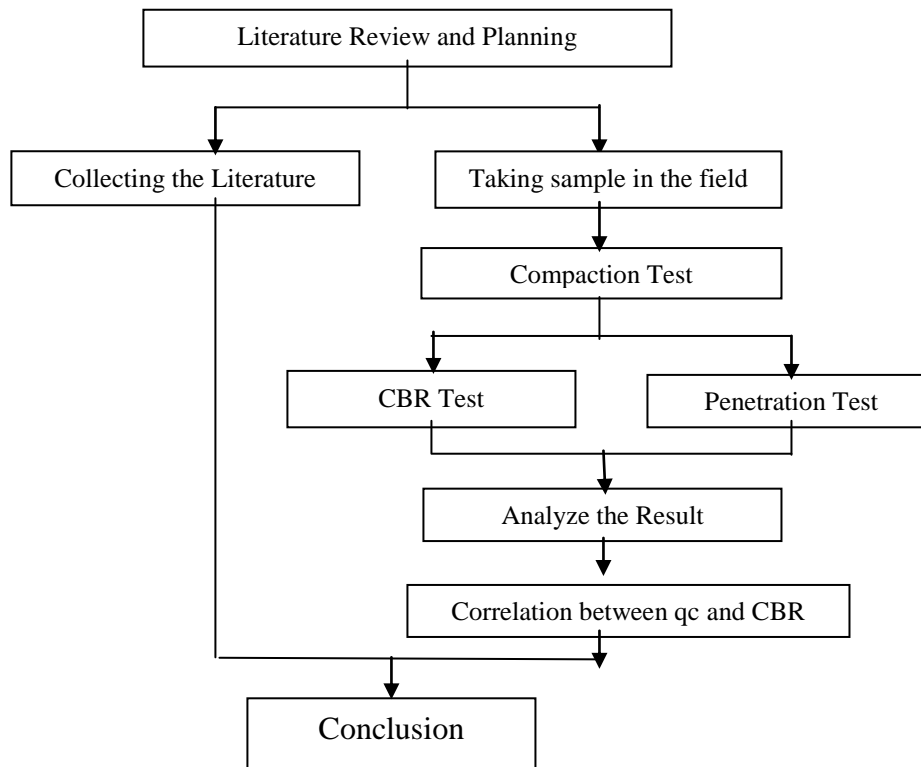 Literature Review and Planning
Collecting the Literature
Taking sample in the field
Compaction Test
CBR Test
Penetration Test
Analyze the Result
Correlation between qc and CBR
Conclusion